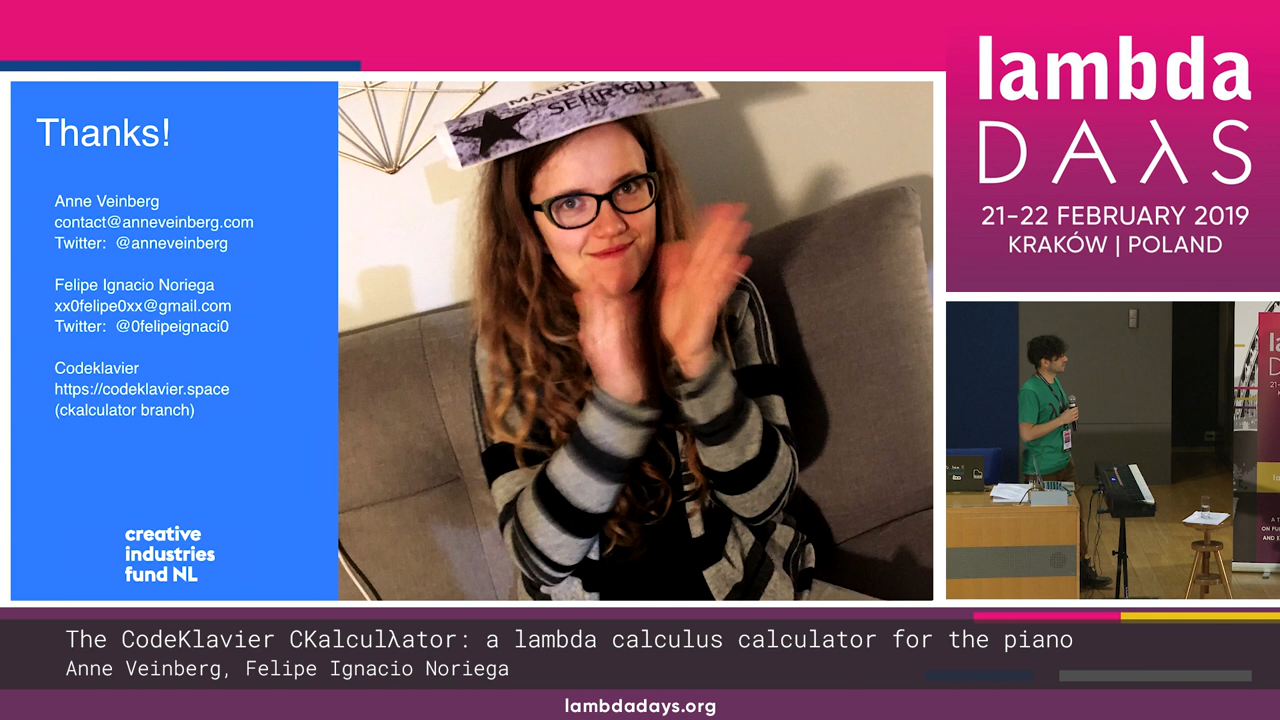 Thanks!
Anne Veinberg
contact@anneveinberg.com
Twitter: @anneveinberg
Felipe Ignacio Noriega
xx0felipe0xx@gmail.com
Twitter: @0felipeignaci0
Codeklavier
https://codeklavier.space
(ckalculator branch)
creative
industries
fund NL
SEHR GUT
lambda
DAλS
21-22 FEBRUARY 2019
KRAKÓW | POLAND
The CodeKlavier CKalculλator: a lambda calculus calculator for the piano
Anne Veinberg, Felipe Ignacio Noriega
lambdadays.org